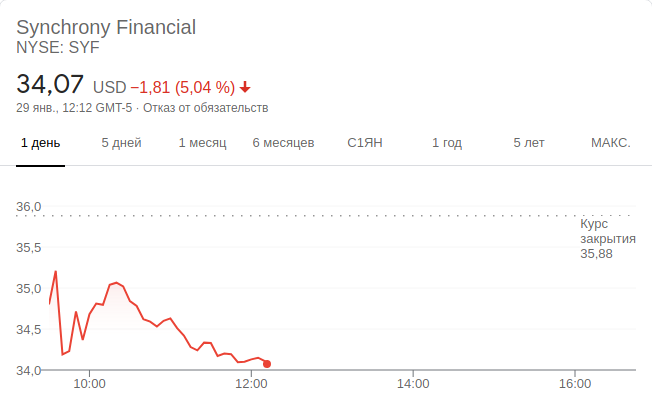 Synchrony Financial
NYSE: SYF
34,07 USD −1,81 (5,04 %)
29 янв., 12:12 GMT-5 · Отказ от обязательств
1 день 5 дней 1 месяц 6 месяцев С1ЯН 1 год 5 лет МАКС.
36,0
Курс
закрытия
35,88
35,5
35,0
34,5
34,0
10:00 12:00 14:00 16:00